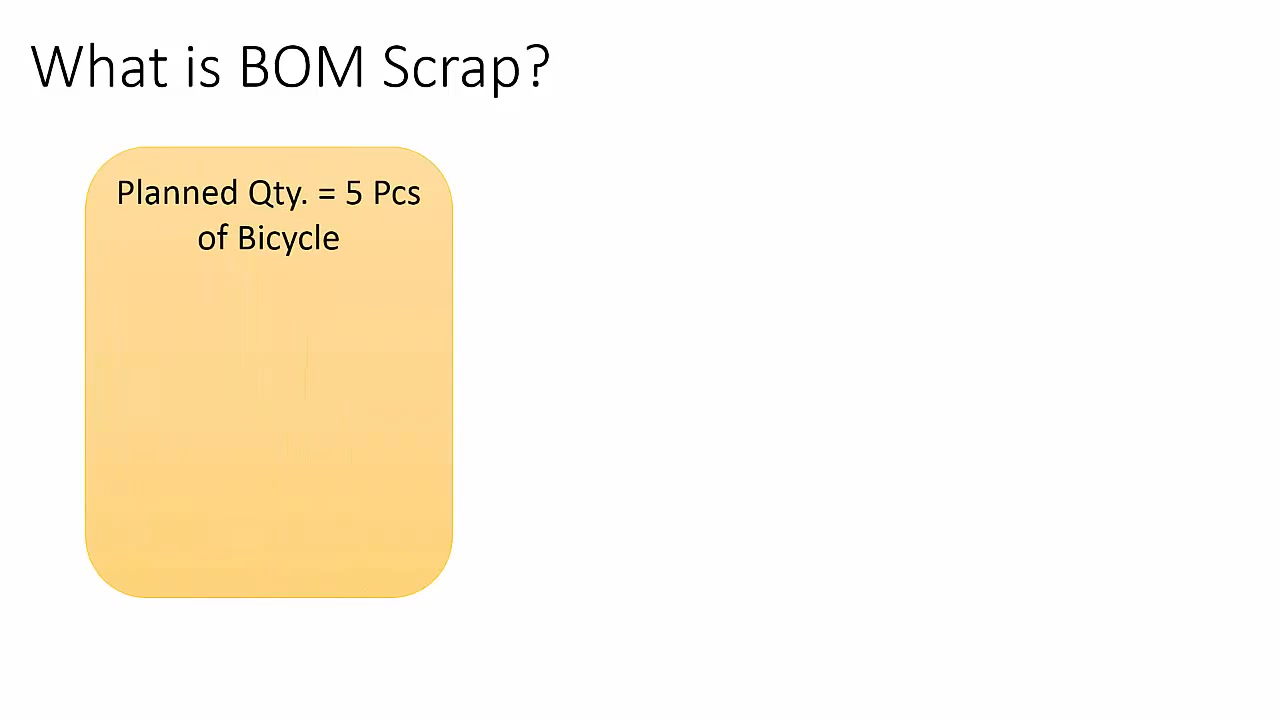 What is BOM Scrap?
Planned Qty. = 5 Pcs
of Bicycle